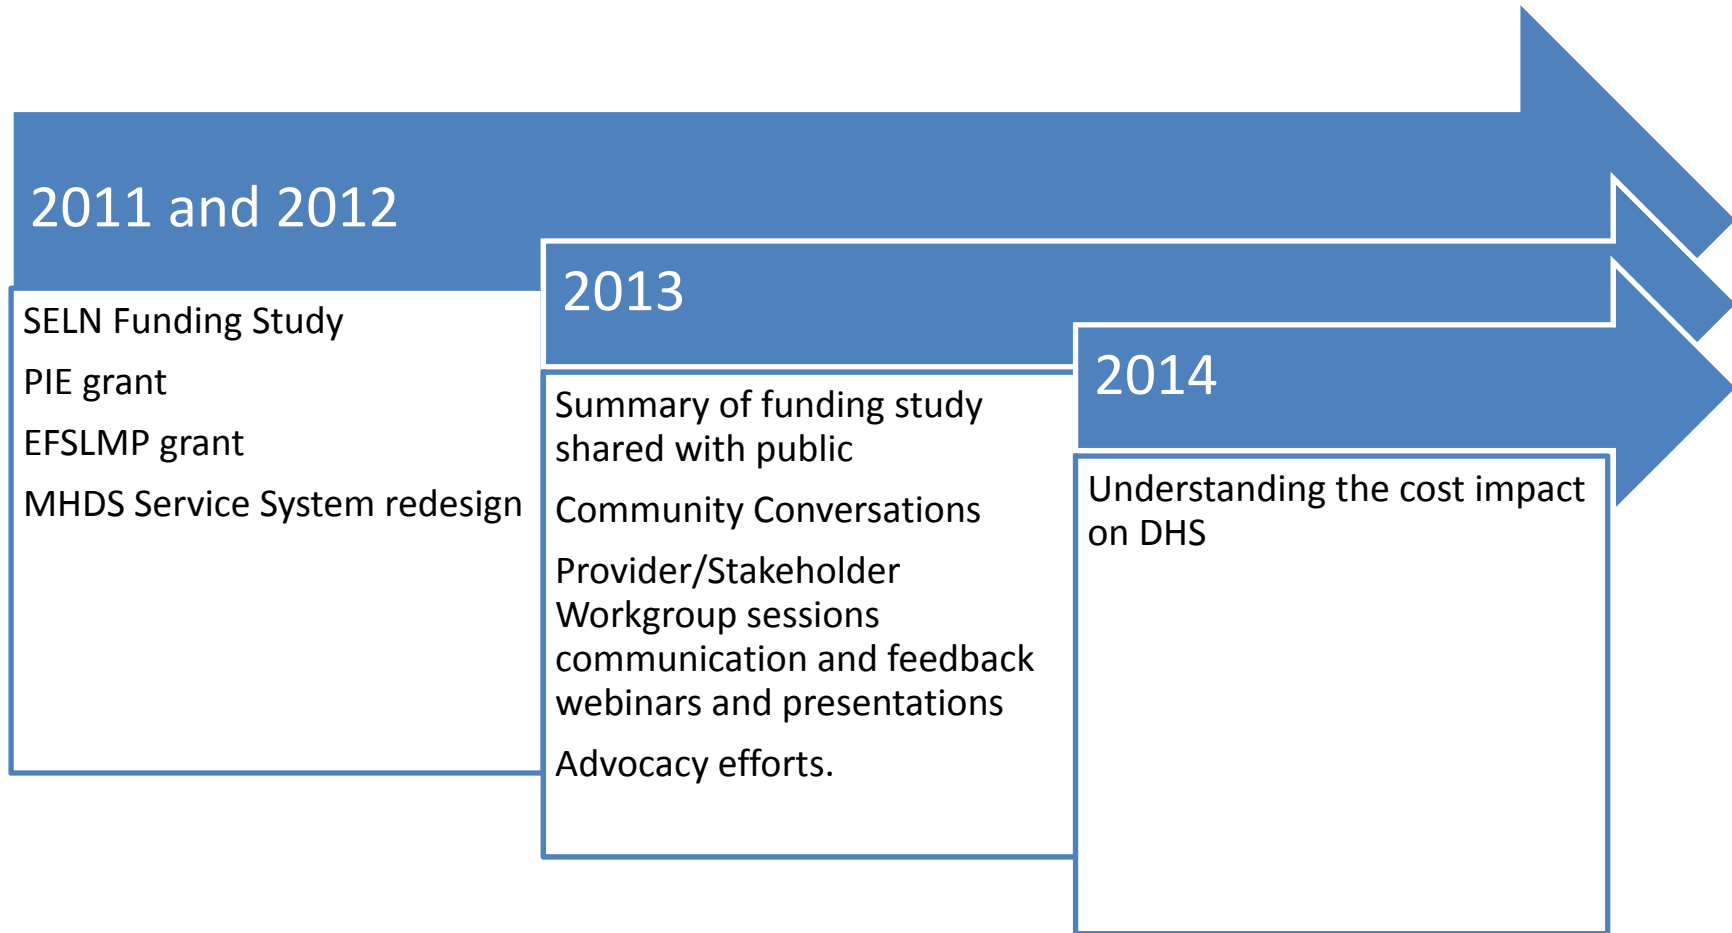 2011 and 2012
SELN Funding Study
PIE grant
EFSLMP grant
MHDS Service System redesign
2013
Summary of funding study
shared with public
Community Conversations
Provider/Stakeholder
Workgroup sessions
communication and feedback
webinars and presentations
Advocacy efforts.
2014
Understanding the cost impact
on DHS